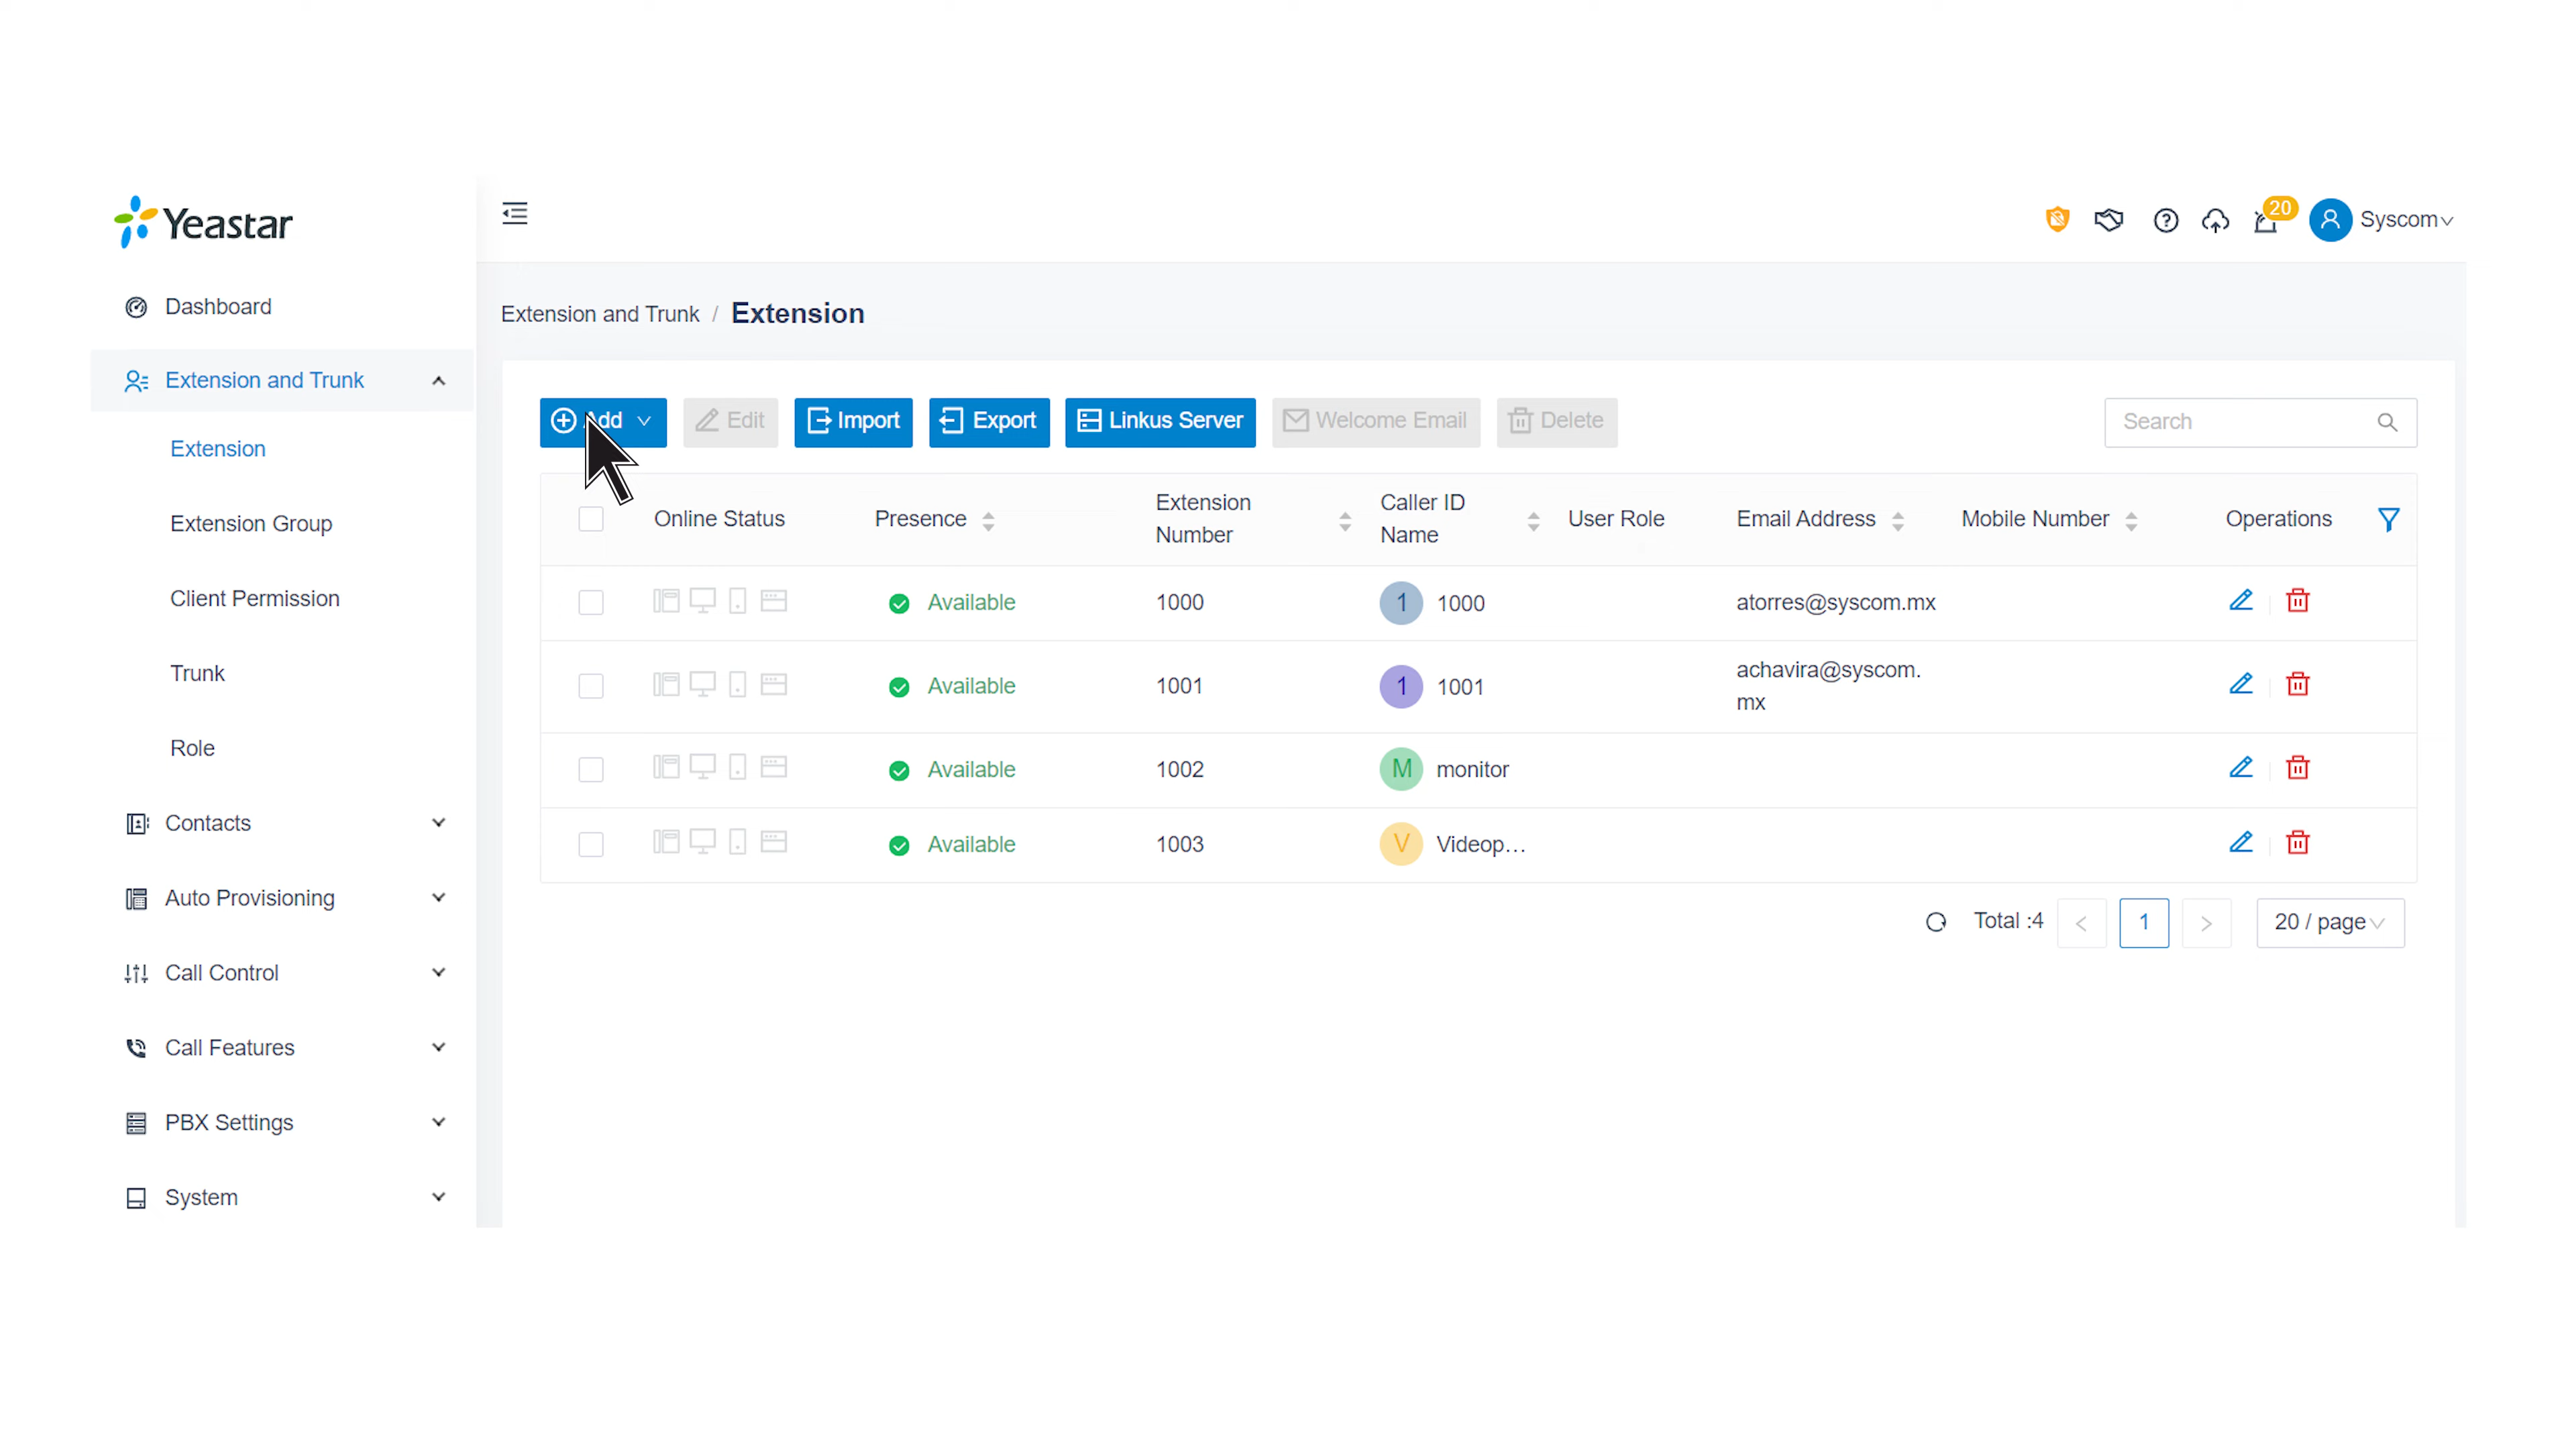 Yeastar
20
Syscom
Dashboard
Extension and Trunk
Extension
Extension Group
Client Permission
Trunk
Role
Contacts
Auto Provisioning
Call Control
Call Features
PBX Settings
System
Extension and Trunk / Extension
Add
Edit
Import
Export
Linkus Server
Welcome Email
Delete
Search
Online Status
Presence
Extension
Number
Caller ID
Name
User Role
Email Address
Mobile Number
Operations
Available 1000 1 1000 atorres@syscom.mx
Available 1001 1 1001 achavira@syscom.
mx
Available 1002 M monitor
Available 1003 V Videop...
Total :4 < 1 > 20 / page